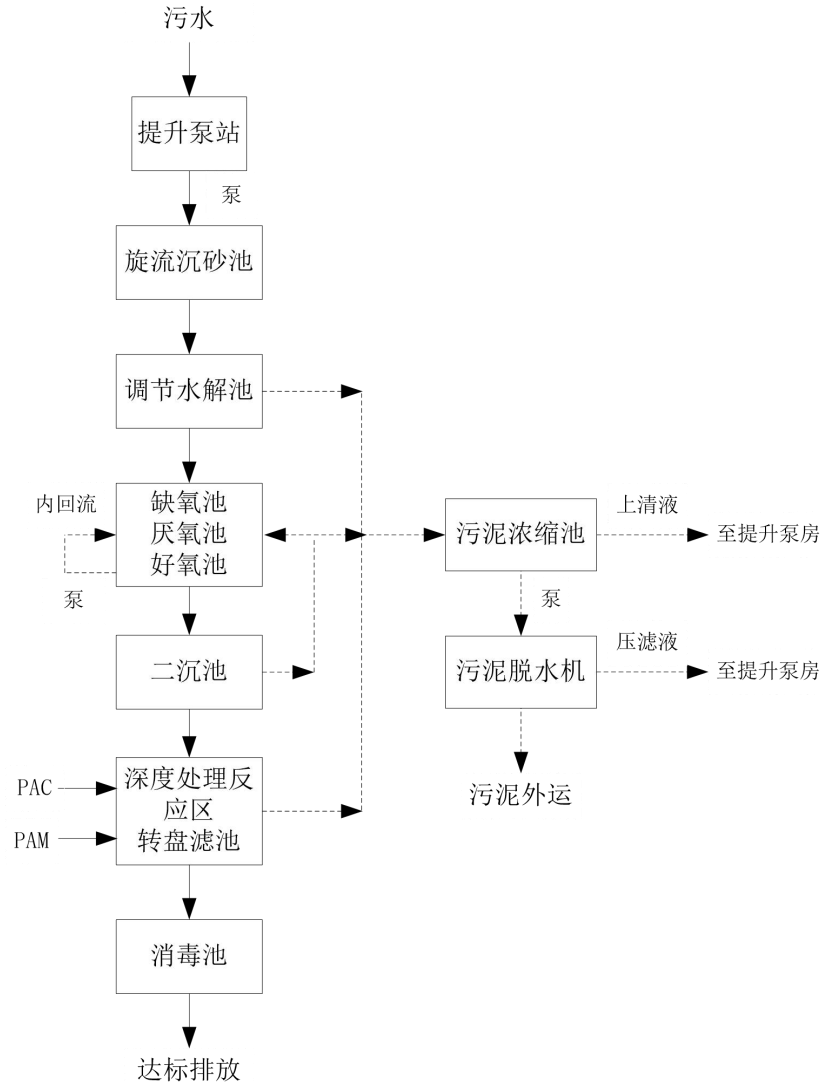 污水
提升泵站
泵
旋流沉砂池
调节水解池
内回流
缺氧池
厌氧池
好氧池
泵
污泥浓缩池
上清液
至提升泵房
泵
二沉池
污泥脱水机
压滤液
至提升泵房
污泥外运
PAC
PAM
深度处理反
应区
转盘滤池
消毒池
达标排放